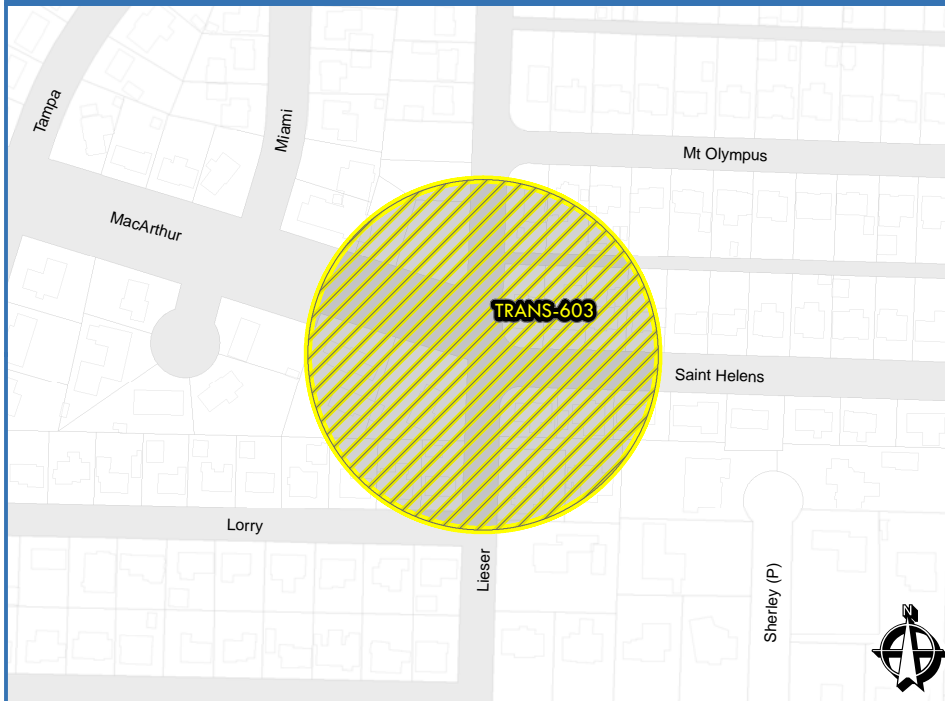 Tampa
Miami
Mt Olympus
MacArthur
TRANS-603
Saint Helens
Lorry
Lieser
Sherley (P)
N